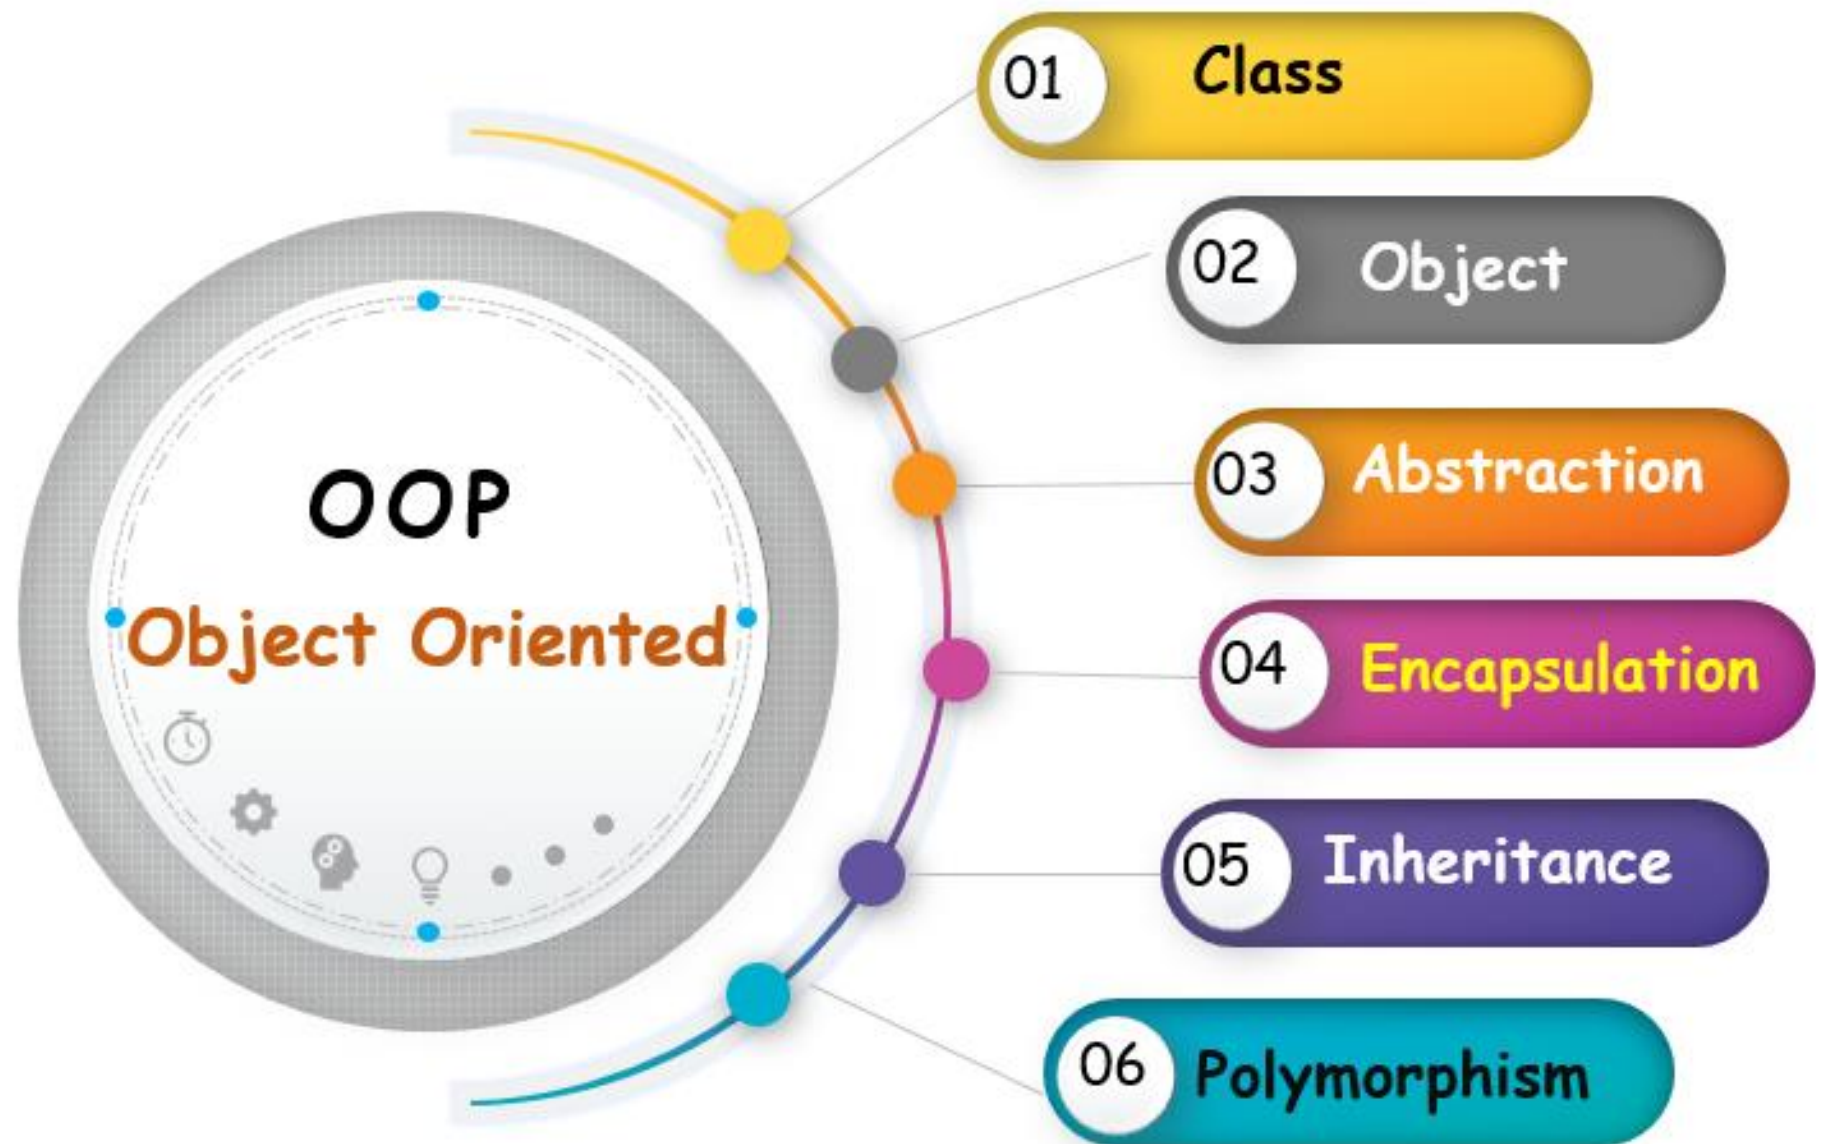 OOP
Object Oriented
01 Class
02 Object
03 Abstraction
04 Encapsulation
05 Inheritance
06 Polymorphism